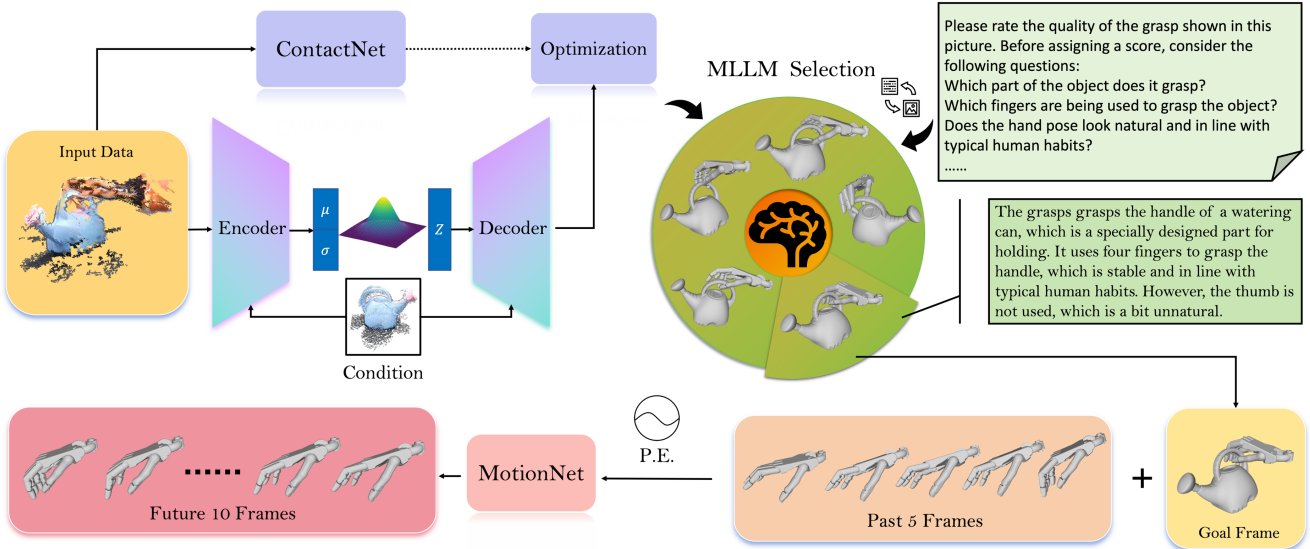 ContactNet
Optimization
MLLM Selection
Please rate the quality of the grasp shown in this
picture. Before assigning a score, consider the
following questions:
Which part of the object does it grasp?
Which fingers are being used to grasp the object?
Does the hand pose look natural and in line with
typical human habits?
......
Input Data
Encoder
μ
σ
Z
Decoder
Condition
The grasps grasps the handle of a watering
can, which is a specially designed part for
holding. It uses four fingers to grasp the
handle, which is stable and in line with
typical human habits. However, the thumb is
not used, which is a bit unnatural.
......
Future 10 Frames
MotionNet
P.E.
Past 5 Frames
+
Goal Frame